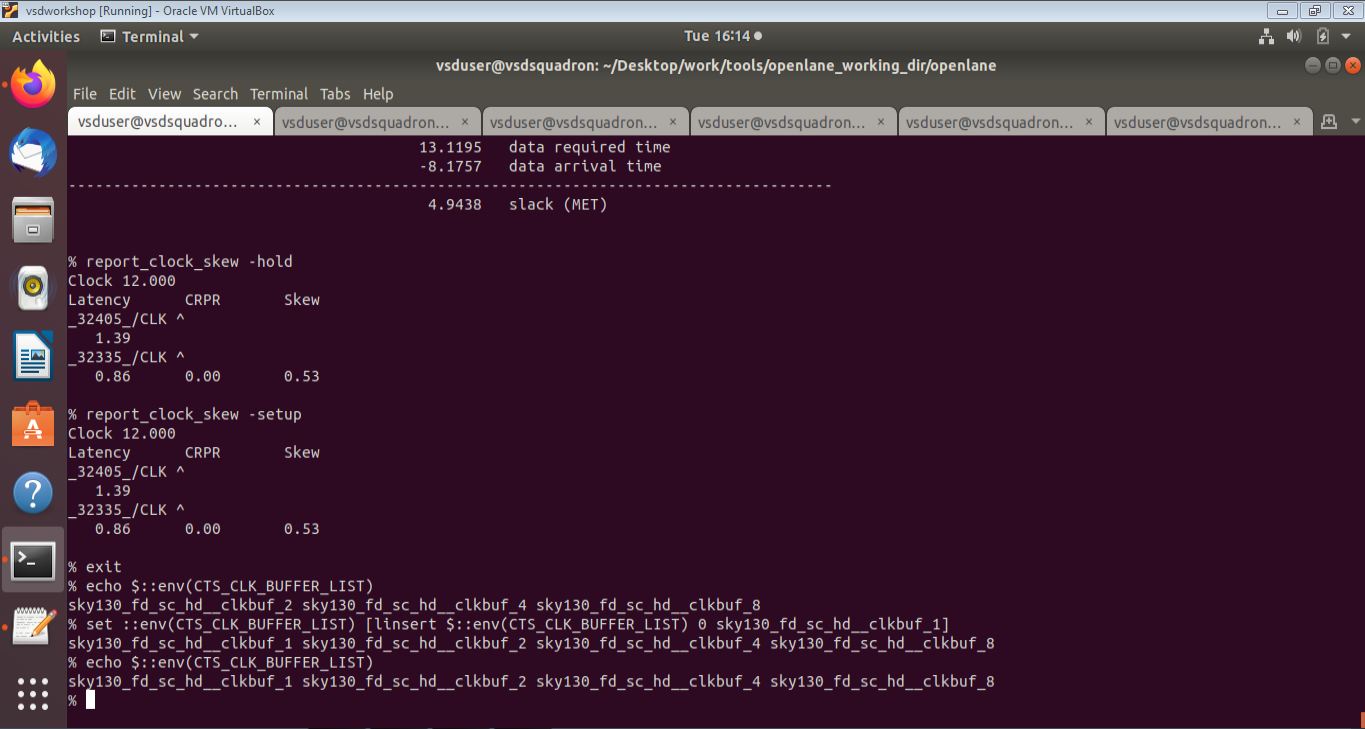 vsdworkshop [Running] - Oracle VM VirtualBox
Activities Terminal Tue 16:14
vsduser@vsdsquadron: ~/Desktop/work/tools/openlane_working_dir/openlane
File Edit View Search Terminal Tabs Help
vsduser@vsdsquadro... × vsduser@vsdsquadron... × vsduser@vsdsquadron... × vsduser@vsdsquadron... × vsduser@vsdsquadron... × vsduser@vsdsquadron... ×
13.1195 data required time
-8.1757 data arrival time
-------------------------------------------------------------------------------------
4.9438 slack (MET)
% report_clock_skew -hold
Clock 12.000
Latency CRPR Skew
_32405_/CLK ^
1.39
_32335_/CLK ^
0.86 0.00 0.53
% report_clock_skew -setup
Clock 12.000
Latency CRPR Skew
_32405_/CLK ^
1.39
_32335_/CLK ^
0.86 0.00 0.53
% exit
% echo $::env(CTS_CLK_BUFFER_LIST)
sky130_fd_sc_hd__clkbuf_2 sky130_fd_sc_hd__clkbuf_4 sky130_fd_sc_hd__clkbuf_8
% set ::env(CTS_CLK_BUFFER_LIST) [linsert $::env(CTS_CLK_BUFFER_LIST) 0 sky130_fd_sc_hd__clkbuf_1]
sky130_fd_sc_hd__clkbuf_1 sky130_fd_sc_hd__clkbuf_2 sky130_fd_sc_hd__clkbuf_4 sky130_fd_sc_hd__clkbuf_8
% echo $::env(CTS_CLK_BUFFER_LIST)
sky130_fd_sc_hd__clkbuf_1 sky130_fd_sc_hd__clkbuf_2 sky130_fd_sc_hd__clkbuf_4 sky130_fd_sc_hd__clkbuf_8
%